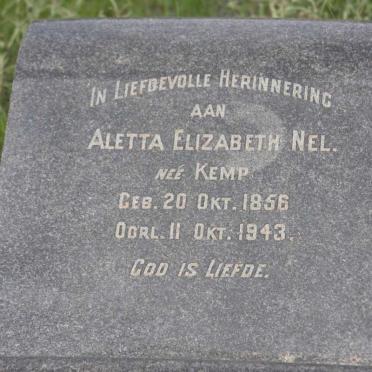 IN LIEFDEVOLLE HERINNERING
AAN
ALETTA ELIZABETH NEL.
NEÉ KEMP
GEB. 20 OKT. 1856
OORL. 11 OKT. 1943.
GOD IS LIEFDE.